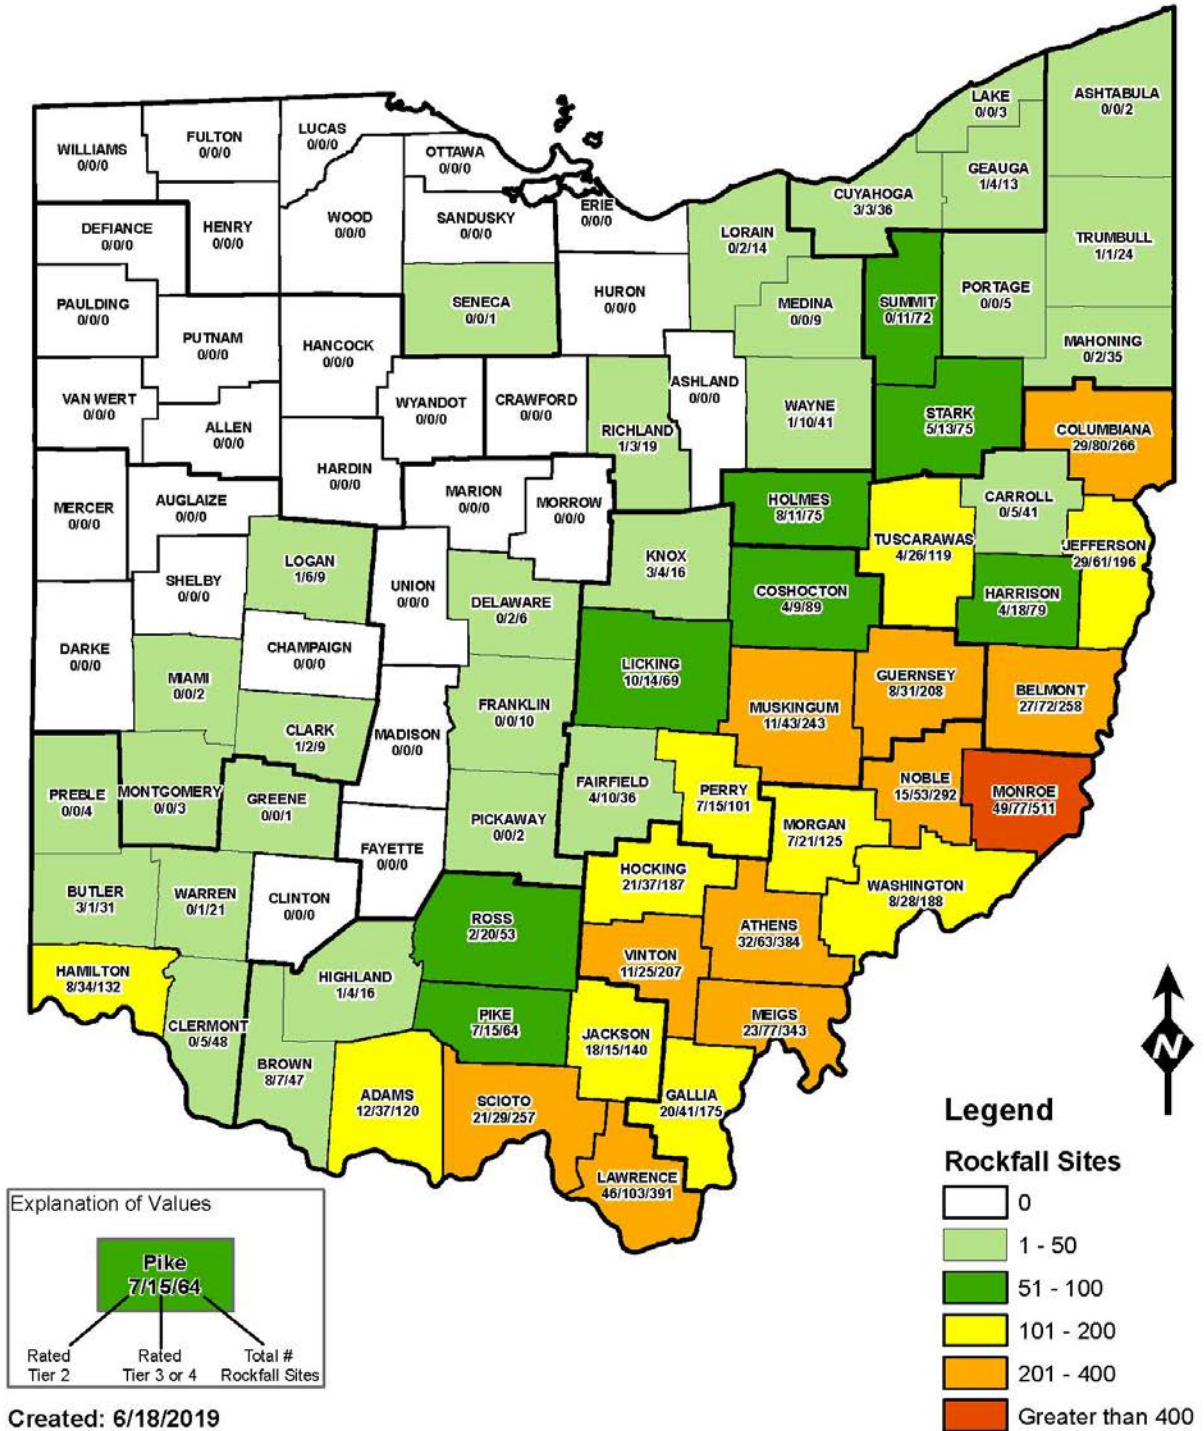 LAKE
0/0/3
ASHTABULA
0/0/2
WILLIAMS
0/0/0
FULTON
0/0/0
LUCAS
0/0/0
OTTAWA
0/0/0
GEAUGA
1/4/13
CUYAHOGA
3/3/36
DEFIANCE
0/0/0
HENRY
0/0/0
WOOD
0/0/0
SANDUSKY
0/0/0
ERIE
0/0/0
LORAIN
0/2/14
TRUMBULL
1/1/24
PAULDING
0/0/0
PUTNAM
0/0/0
HANCOCK
0/0/0
SENECA
0/0/1
HURON
0/0/0
MEDINA
0/0/9
SUMMIT
0/11/72
PORTAGE
0/0/5
MAHONING
0/2/35
VAN WERT
0/0/0
ALLEN
0/0/0
WYANDOT
0/0/0
CRAWFORD
0/0/0
RICHLAND
1/3/19
ASHLAND
0/0/0
WAYNE
1/10/41
STARK
5/13/75
COLUMBIANA
29/80/266
HARDIN
0/0/0
MERCER
0/0/0
AUGLAIZE
0/0/0
MARION
0/0/0
MORROW
0/0/0
HOLMES
8/11/75
CARROLL
0/5/41
TUSCARAWAS
4/26/119
JEFFERSON
29/61/196
LOGAN
1/6/9
SHELBY
0/0/0
UNION
0/0/0
KNOX
3/4/16
DELAWARE
0/2/6
COSHOCTON
4/9/89
HARRISON
4/18/79
DARKE
0/0/0
CHAMPAIGN
0/0/0
MIAMI
0/0/2
LICKING
10/14/69
MUSKINGUM
11/43/243
GUERNSEY
8/31/208
BELMONT
27/72/258
CLARK
1/2/9
MADISON
0/0/0
FRANKLIN
0/0/10
PREBLE
0/0/4
MONTGOMERY
0/0/3
GREENE
0/0/1
FAIRFIELD
4/10/36
PERRY
7/15/101
NOBLE
15/53/292
MONROE
49/77/511
PICKAWAY
0/0/2
MORGAN
7/21/125
FAYETTE
0/0/0
HOCKING
21/37/187
BUTLER
3/1/31
WARREN
0/1/21
CLINTON
0/0/0
WASHINGTON
8/28/188
ROSS
2/20/53
ATHENS
32/63/384
VINTON
11/25/207
HAMILTON
8/34/132
HIGHLAND
1/4/16
CLERMONT
0/5/48
PIKE
7/15/64
MEIGS
23/77/343
JACKSON
18/15/140
BROWN
8/7/47
ADAMS
12/37/120
SCIOTO
21/29/257
GALLIA
20/41/175
LAWRENCE
46/103/391
N
Legend
Rockfall Sites
0
1 - 50
51 - 100
101 - 200
201 - 400
Greater than 400
Explanation of Values
Pike
7/15/64
Rated
Tier 2
Rated
Tier 3 or 4
Total #
Rockfall Sites
Created: 6/18/2019